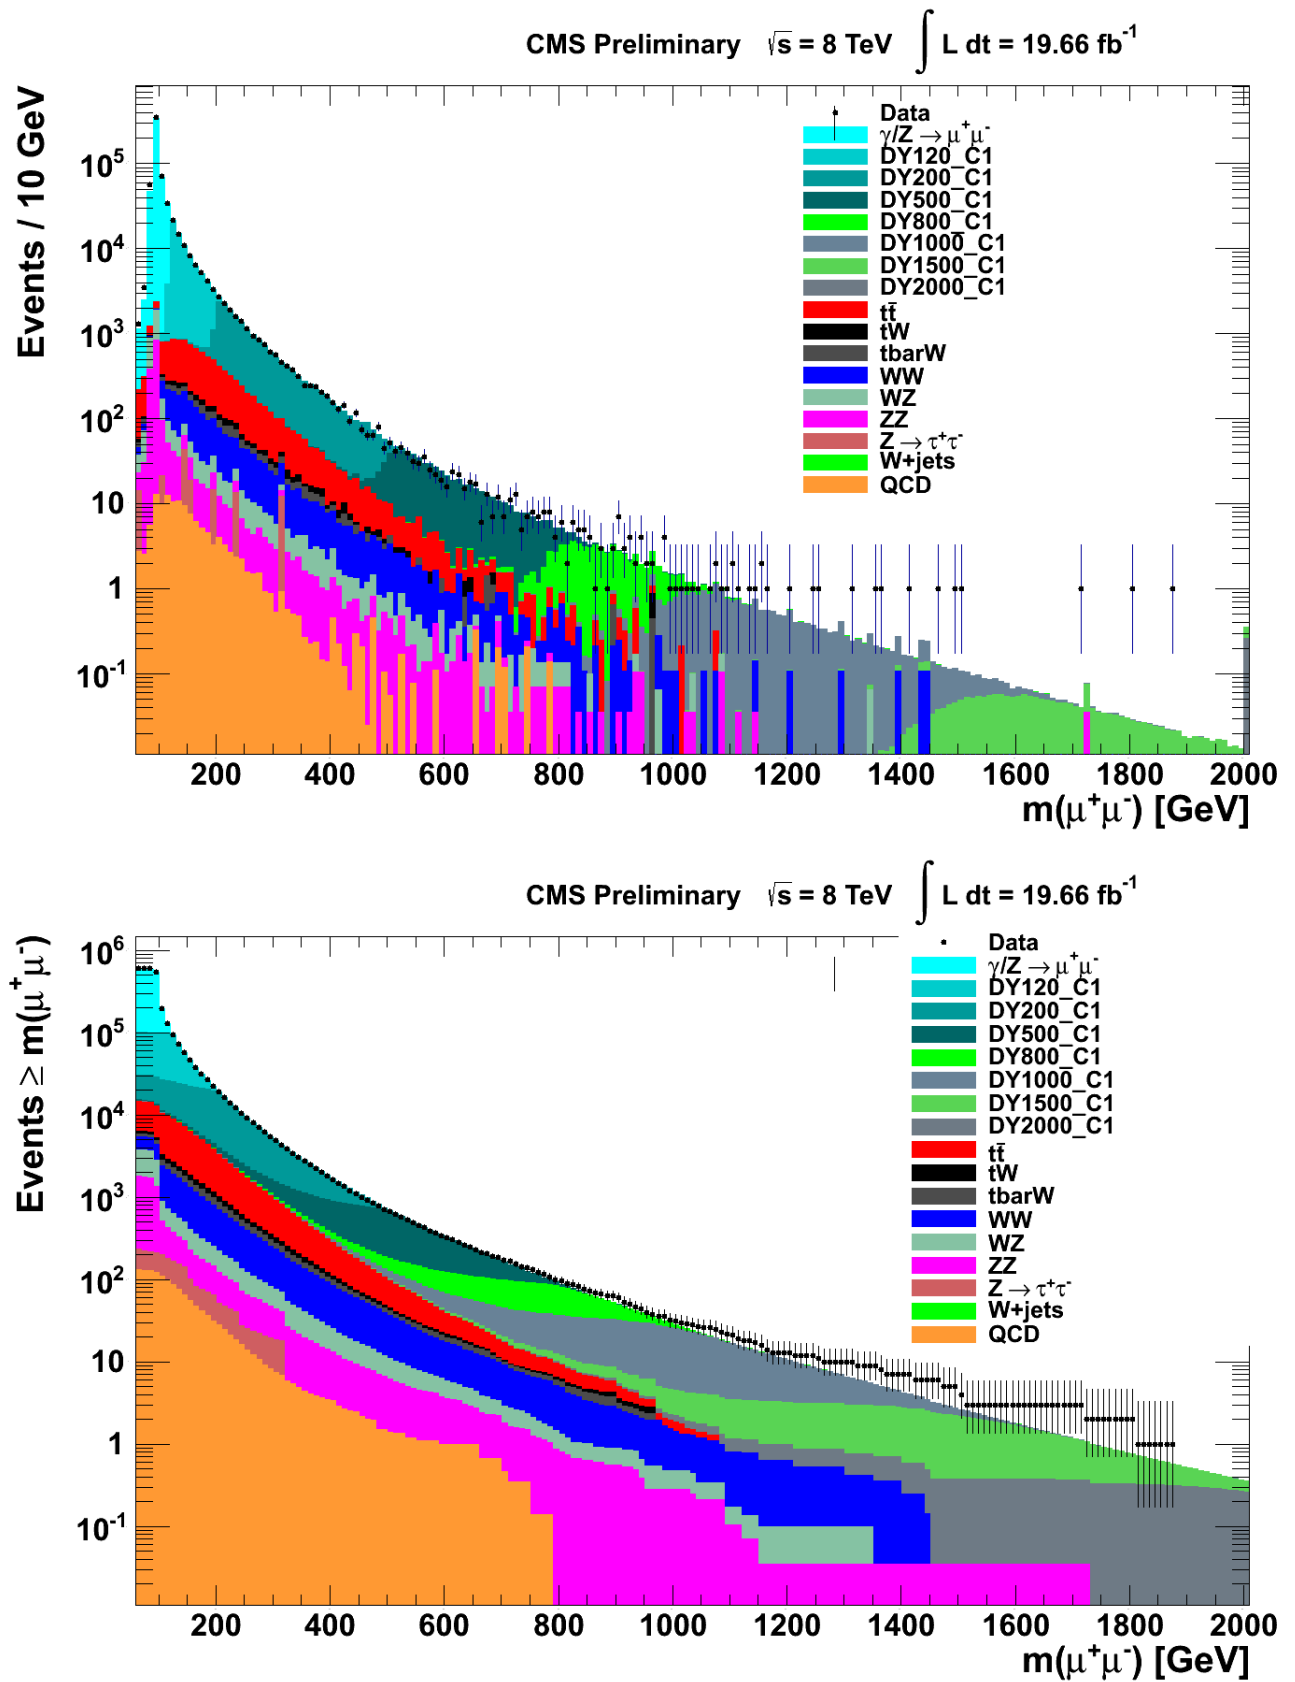 CMS Preliminary √s = 8 TeV ∫ L dt = 19.66 fb⁻¹
Events / 10 GeV
10⁵
10⁴
10³
10²
10
1
10⁻¹
Data
γ/Z → μ⁺μ⁻
DY120_C1
DY200_C1
DY500_C1
DY800_C1
DY1000_C1
DY1500_C1
DY2000_C1
tt̄
tW
tbarW
WW
WZ
ZZ
Z → τ⁺τ⁻
W+jets
QCD
200 400 600 800 1000 1200 1400 1600 1800 2000
m(μ⁺μ⁻) [GeV]
CMS Preliminary √s = 8 TeV ∫ L dt = 19.66 fb⁻¹
Events ≥ m(μ⁺μ⁻)
10⁶
10⁵
10⁴
10³
10²
10
1
10⁻¹
Data
γ/Z → μ⁺μ⁻
DY120_C1
DY200_C1
DY500_C1
DY800_C1
DY1000_C1
DY1500_C1
DY2000_C1
tt̄
tW
tbarW
WW
WZ
ZZ
Z → τ⁺τ⁻
W+jets
QCD
200 400 600 800 1000 1200 1400 1600 1800 2000
m(μ⁺μ⁻) [GeV]